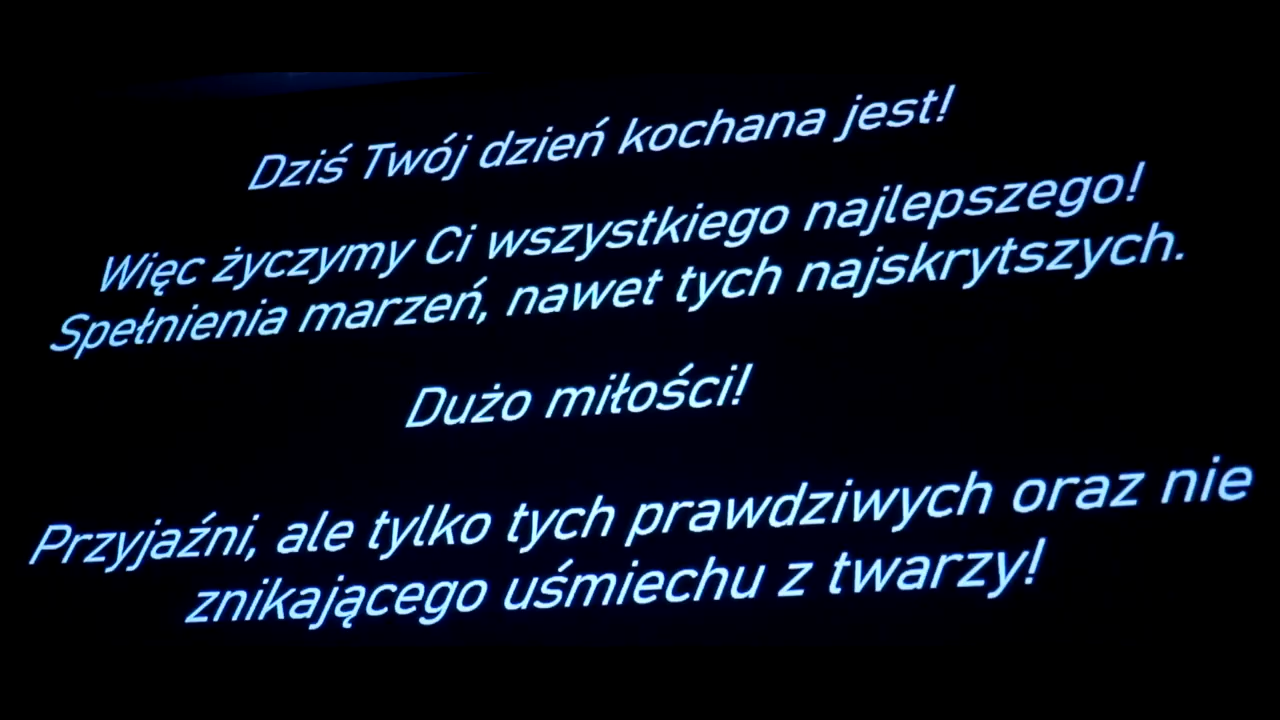 Dziś Twój dzień kochana jest!
Więc życzymy Ci wszystkiego najlepszego!
Spełnienia marzeń, nawet tych najskrytszych.
Dużo miłości!
Przyjaźni, ale tylko tych prawdziwych oraz nie
znikającego uśmiechu z twarzy!